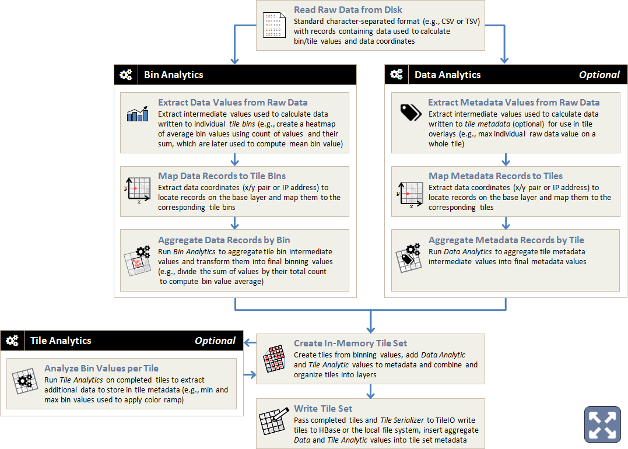 Read Raw Data from Disk
Standard character-separated format (e.g., CSV or TSV)
with records containing data used to calculate
bin/tile values and data coordinates
Bin Analytics
Extract Data Values from Raw Data
Extract intermediate values used to calculate data
written to individual tile bins (e.g., create a heatmap
of average bin values using count of values and their
sum, which are later used to compute mean bin value)
Map Data Records to Tile Bins
Extract data coordinates (x/y pair or IP address) to
locate records on the base layer and map them to the
corresponding tile bins
Aggregate Data Records by Bin
Run Bin Analytics to aggregate tile bin intermediate
values and transform them into final binning values
(e.g., divide the sum of values by their total count
to compute bin value average)
Data Analytics Optional
Extract Metadata Values from Raw Data
Extract intermediate values used to calculate data
written to tile metadata (optional) for use in tile
overlays (e.g., max individual raw data value on a
whole tile)
Map Metadata Records to Tiles
Extract data coordinates (x/y pair or IP address) to
locate records on the base layer and map them to the
corresponding tiles
Aggregate Metadata Records by Tile
Run Data Analytics to aggregate tile metadata
intermediate values into final metadata values
Tile Analytics Optional
Analyze Bin Values per Tile
Run Tile Analytics on completed tiles to extract
additional data to store in tile metadata (e.g., min and
max bin values used to apply color ramp)
Create In-Memory Tile Set
Create tiles from binning values, add Data Analytic
and Tile Analytic values to metadata and combine and
organize tiles into layers
Write Tile Set
Pass completed tiles and Tile Serializer to TileIO write
tiles to HBase or the local file system, insert aggregate
Data and Tile Analytic values into tile set metadata